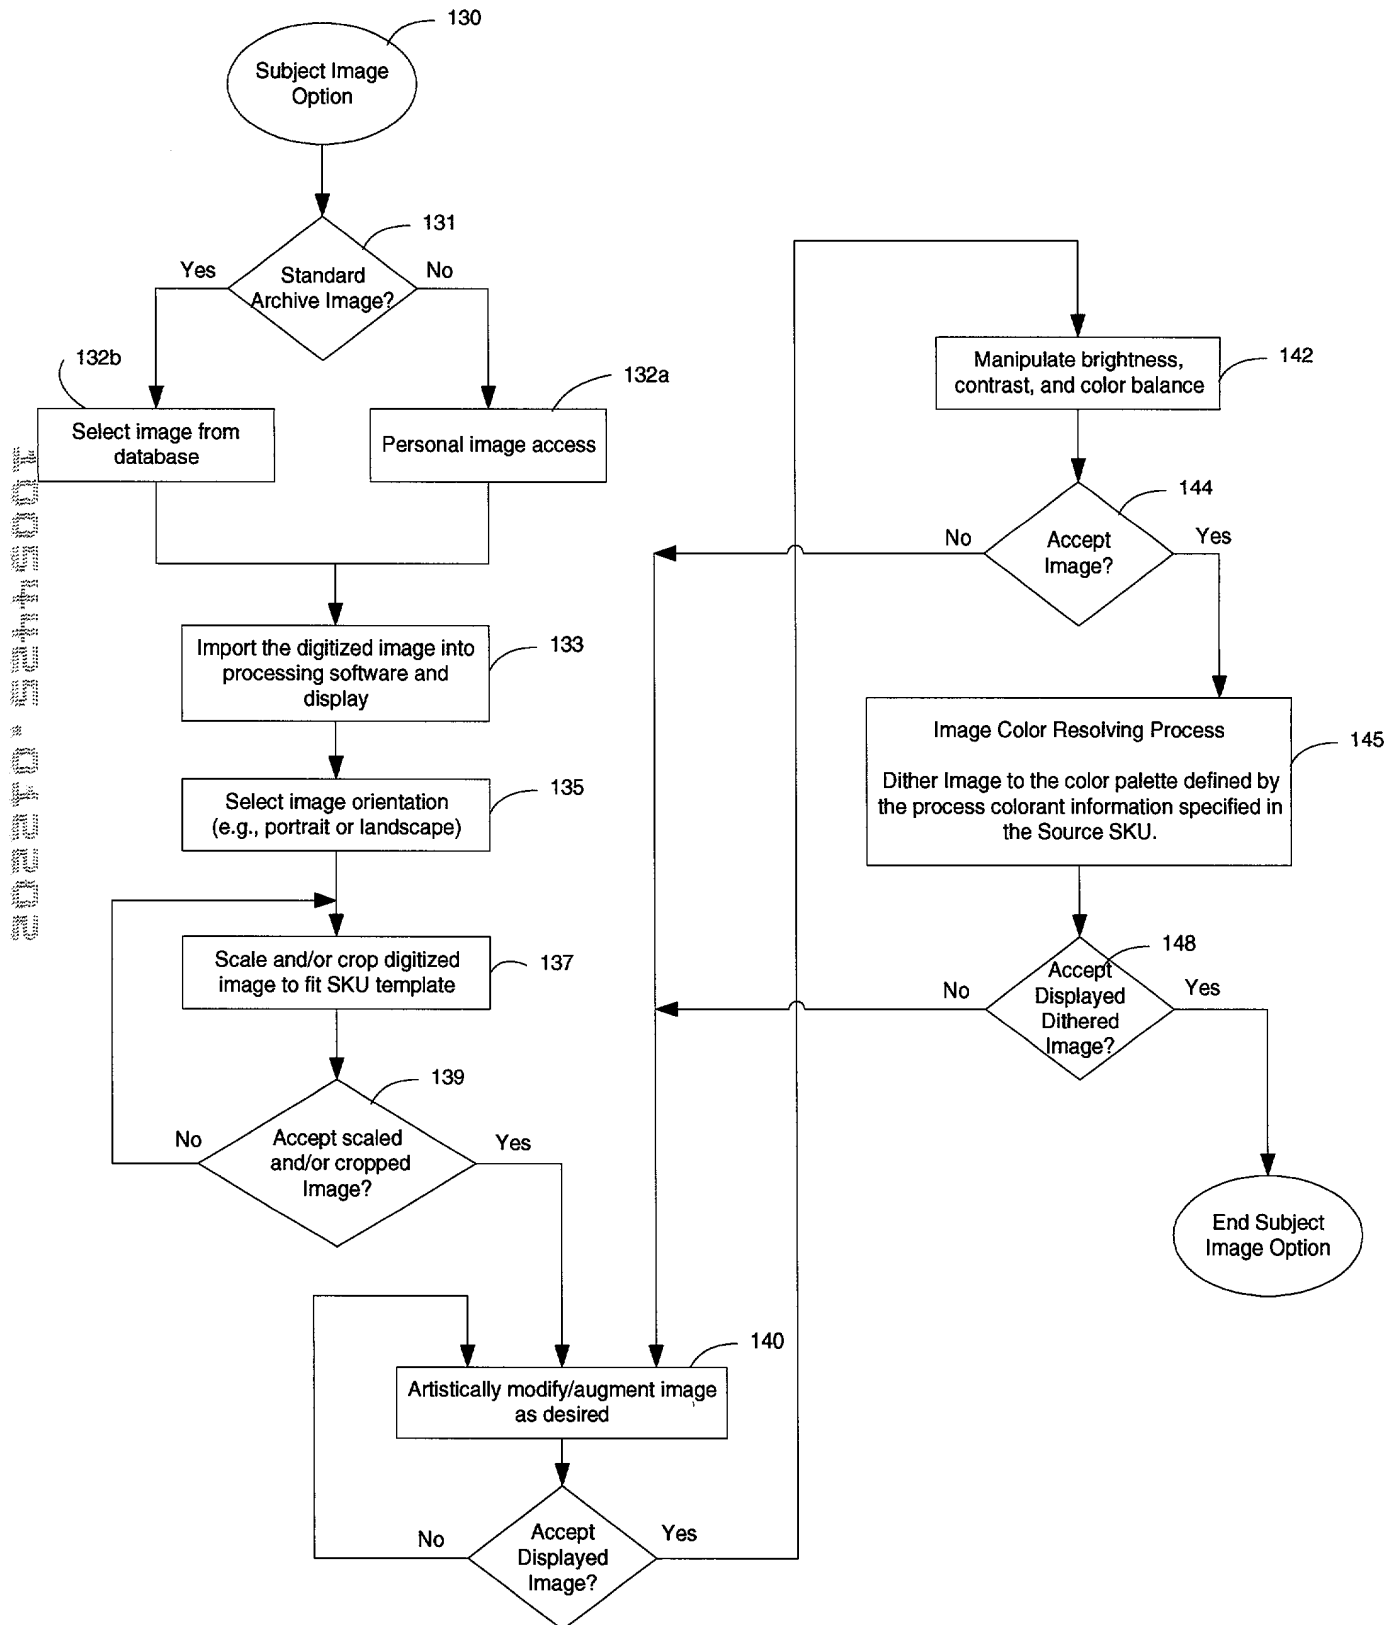 130
Subject Image
Option
131
Yes
Standard
Archive Image?
No
132b
132a
Select image from
database
Personal image access
Import the digitized image into
processing software and
display
133
Select image orientation
(e.g., portrait or landscape)
135
Scale and/or crop digitized
image to fit SKU template
137
139
No
Accept scaled
and/or cropped
Image?
Yes
140
Artistically modify/augment image
as desired
No
Accept
Displayed
Image?
Yes
Manipulate brightness,
contrast, and color balance
142
144
No
Accept
Image?
Yes
Image Color Resolving Process
Dither Image to the color palette defined by
the process colorant information specified in
the Source SKU.
145
148
No
Accept
Displayed
Dithered
Image?
Yes
End Subject
Image Option